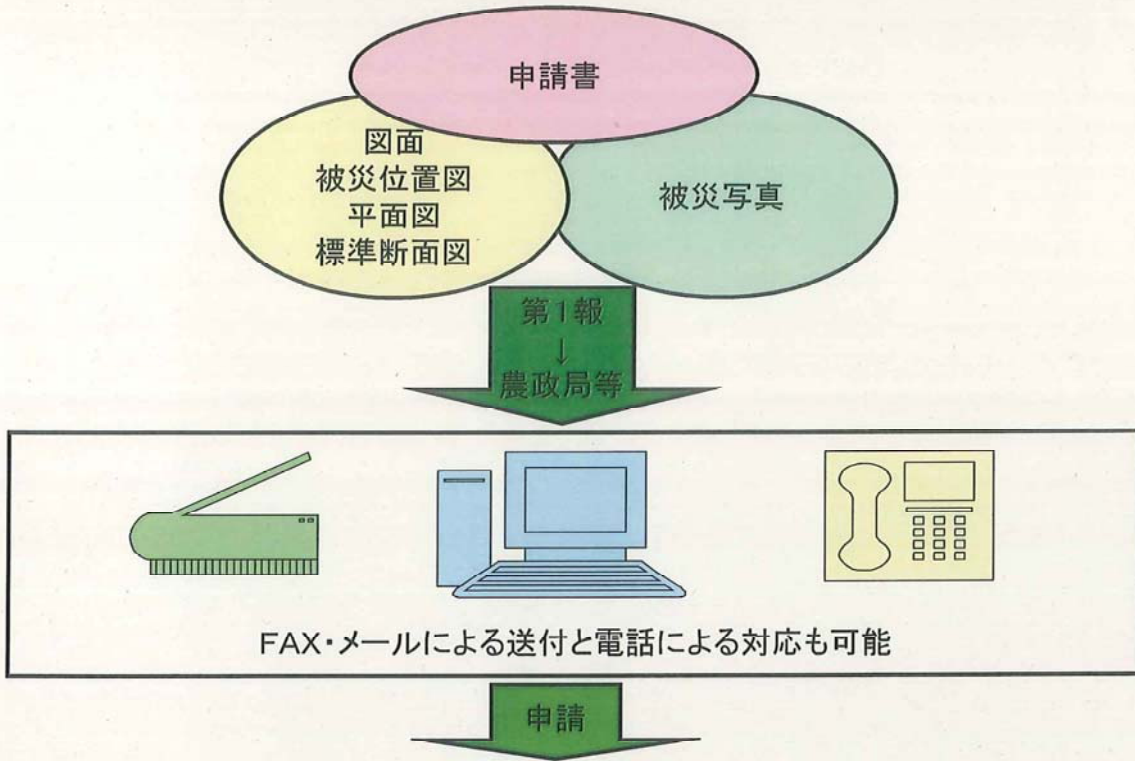 申請書
図面
被災位置図
平面図
標準断面図
被災写真
第1報
↓
農政局等
FAX・メールによる送付と電話による対応も可能
申請